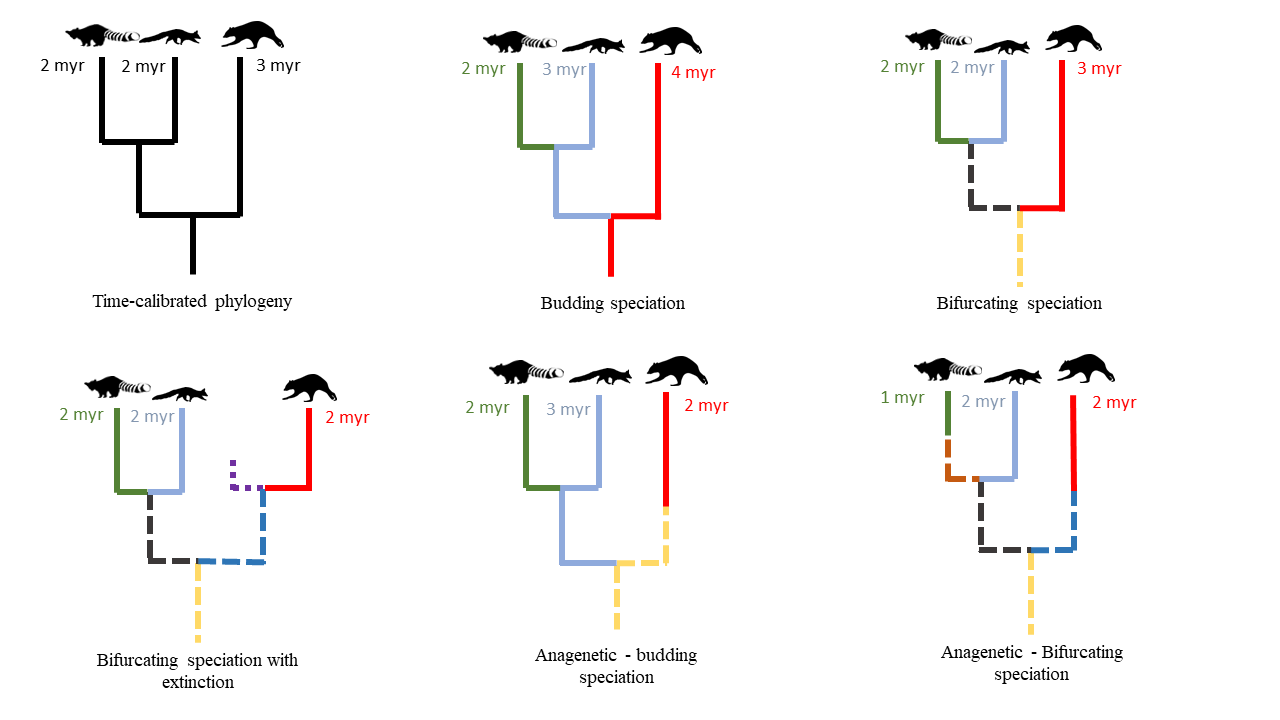 2 myr
2 myr
3 myr
Time-calibrated phylogeny
2 myr
3 myr
4 myr
Budding speciation
2 myr
2 myr
3 myr
Bifurcating speciation
2 myr
2 myr
2 myr
Bifurcating speciation with
extinction
2 myr
3 myr
2 myr
Anagenetic - budding
speciation
1 myr
2 myr
2 myr
Anagenetic - Bifurcating
speciation